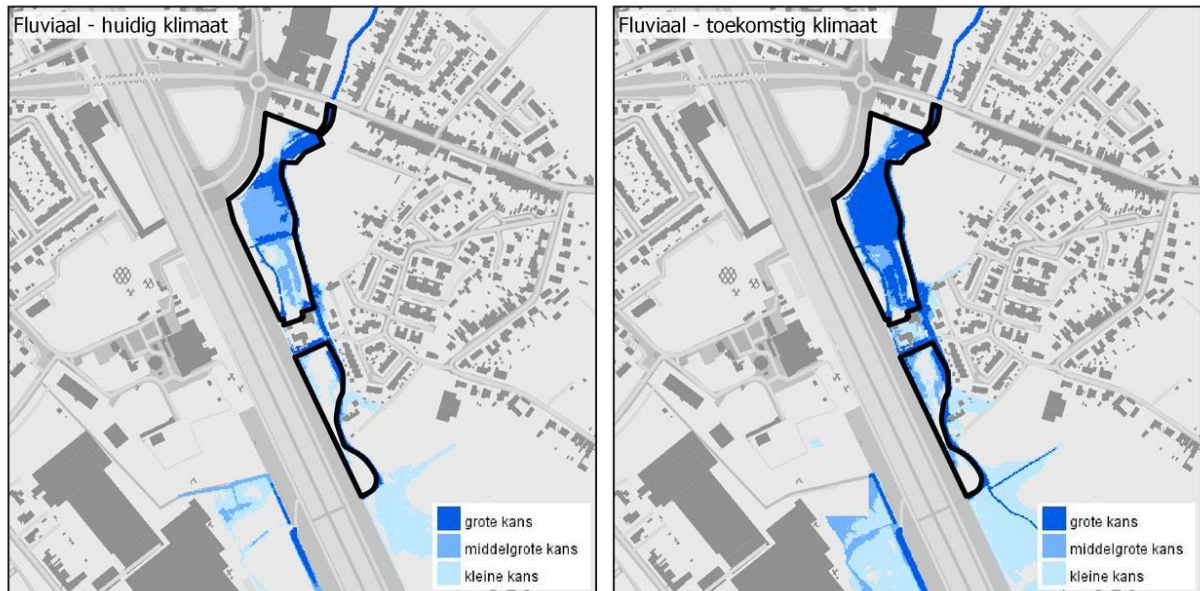 Fluviaal - huidig klimaat
grote kans
middelgrote kans
kleine kans
Fluviaal - toekomstig klimaat
grote kans
middelgrote kans
kleine kans